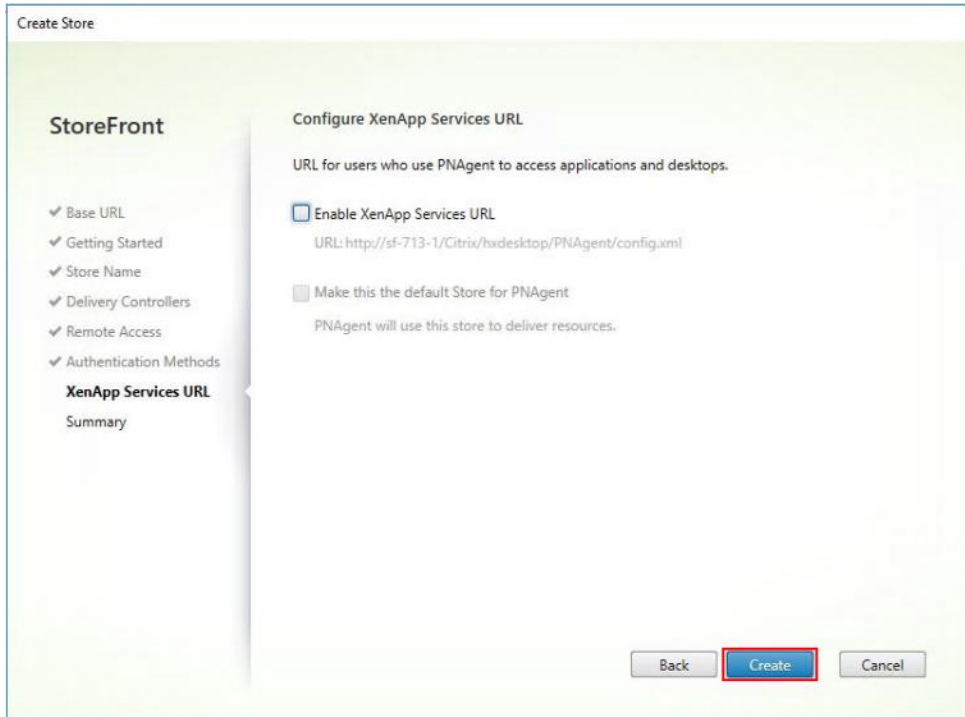 Create Store
StoreFront
Base URL
Getting Started
Store Name
Delivery Controllers
Remote Access
Authentication Methods
XenApp Services URL
Summary
Configure XenApp Services URL
URL for users who use PNAgent to access applications and desktops.
Enable XenApp Services URL
URL: http://sf-713-1/Citrix/hxdesktop/PNAgent/config.xml
Make this the default Store for PNAgent
PNAgent will use this store to deliver resources.
Back
Create
Cancel